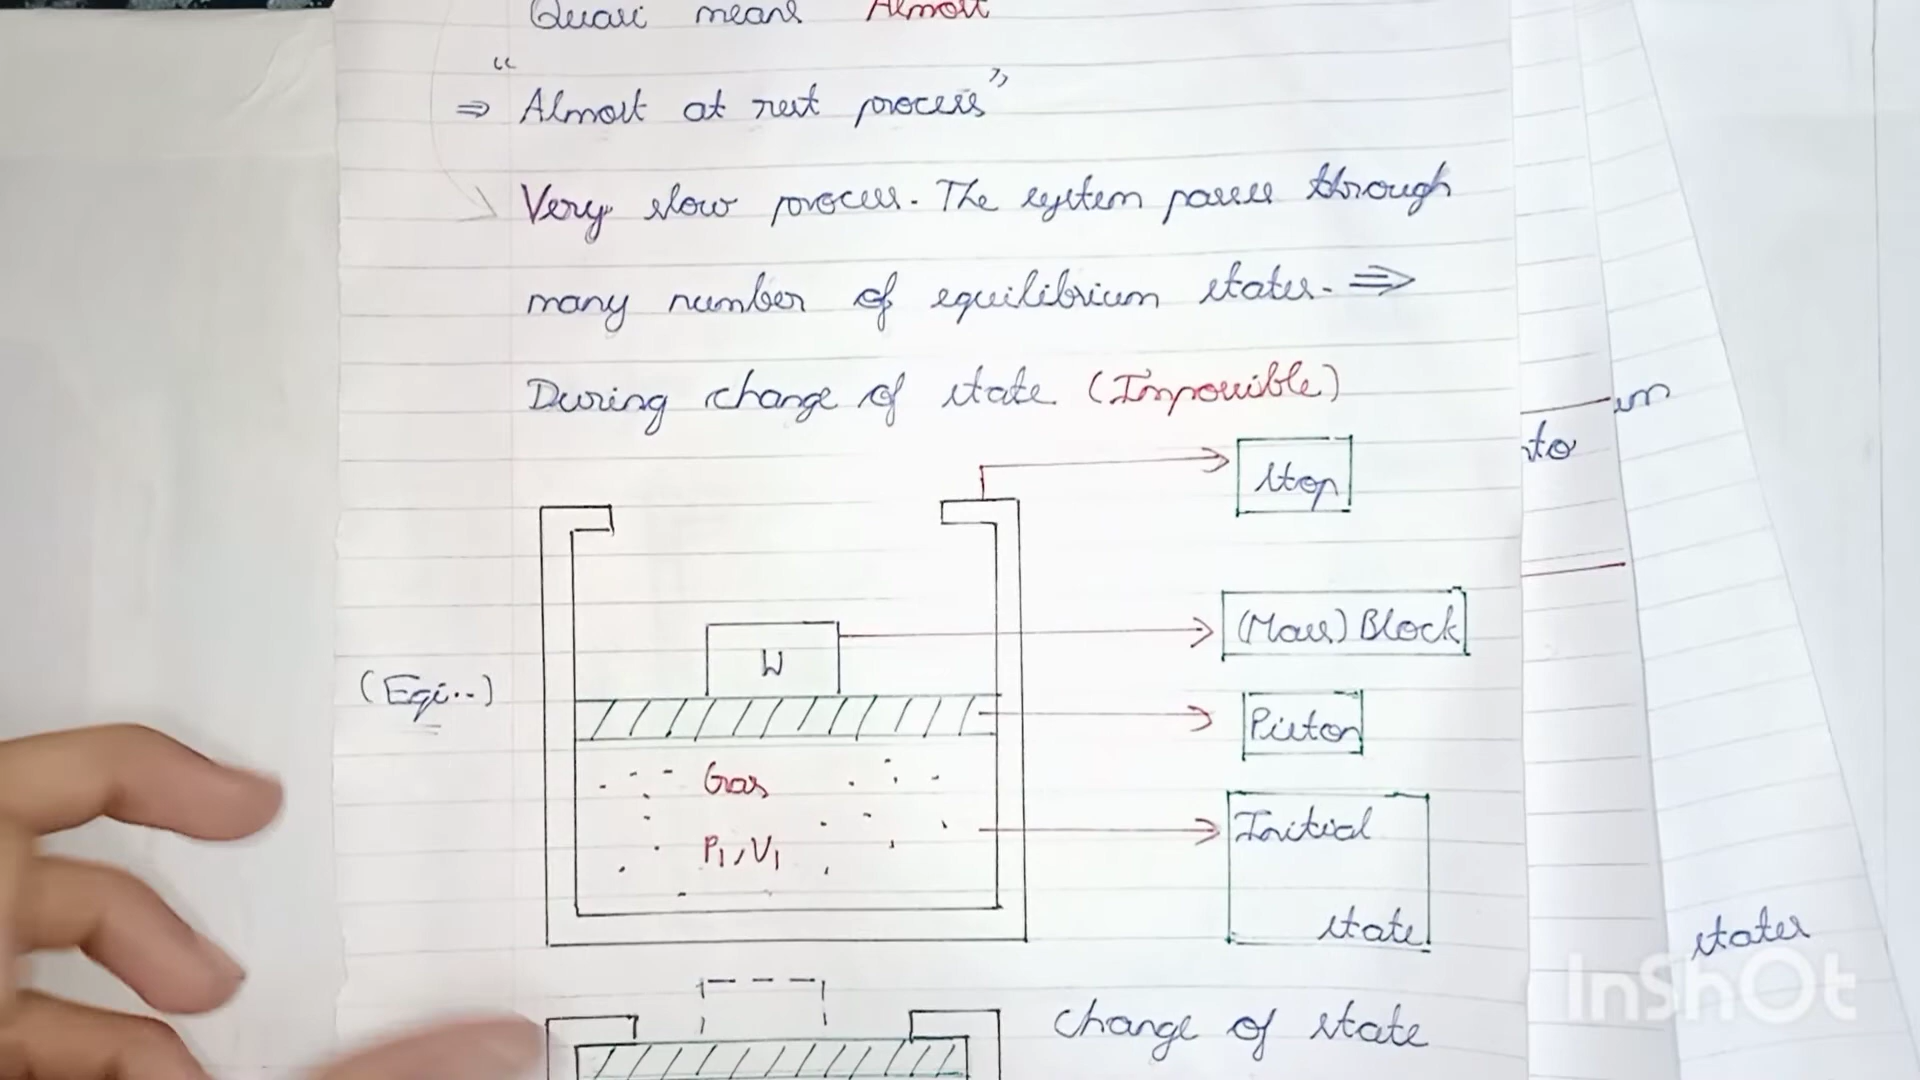 Quasi means Almost
"
⇒ Almost at rest process"
Very slow process. The system passes through
many number of equilibrium states. ⇒
During change of state (Impossible)
Stop
W
(Mass) Block
(Eqi..)
Piston
Gas
P1, V1
Initial
state
change of state
um
to
states
InShOt